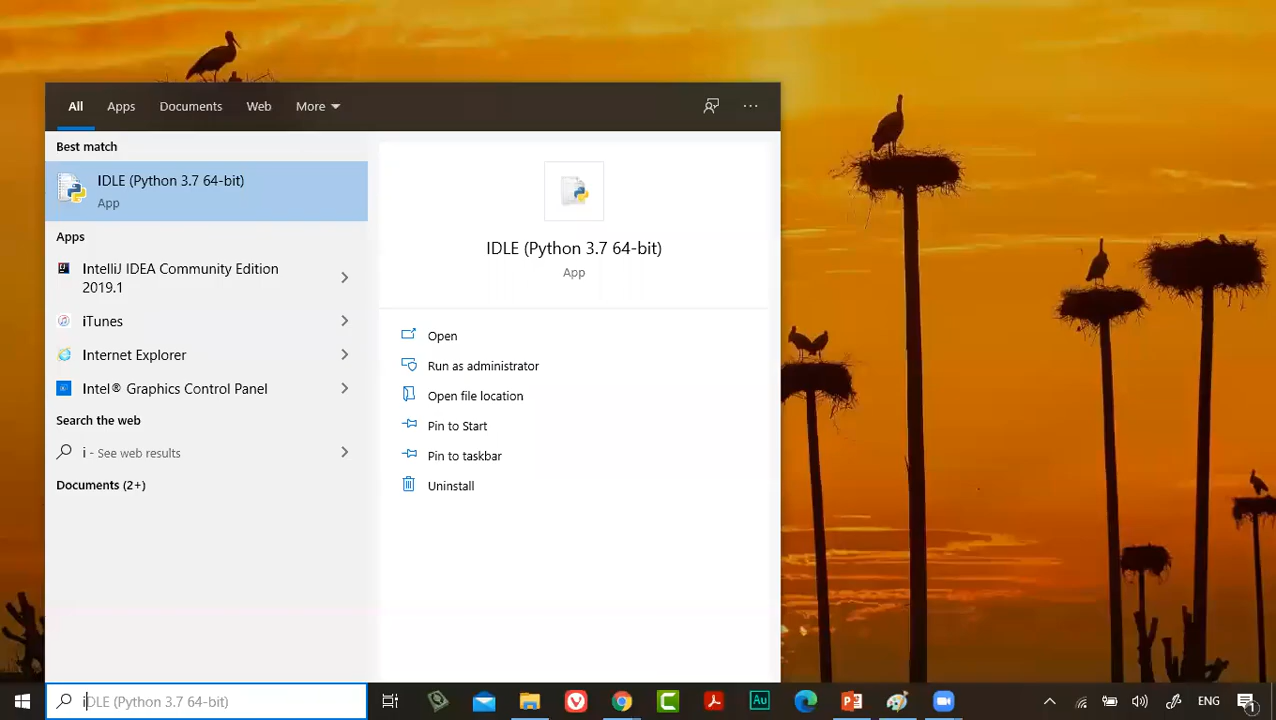 All Apps Documents Web More ...
Best match
IDLE (Python 3.7 64-bit)
App
Apps
IntelliJ IDEA Community Edition
2019.1
iTunes
Internet Explorer
Intel® Graphics Control Panel
Search the web
i - See web results
Documents (2+)
IDLE (Python 3.7 64-bit)
App
Open
Run as administrator
Open file location
Pin to Start
Pin to taskbar
Uninstall
iDLE (Python 3.7 64-bit)
Au
ENG
1